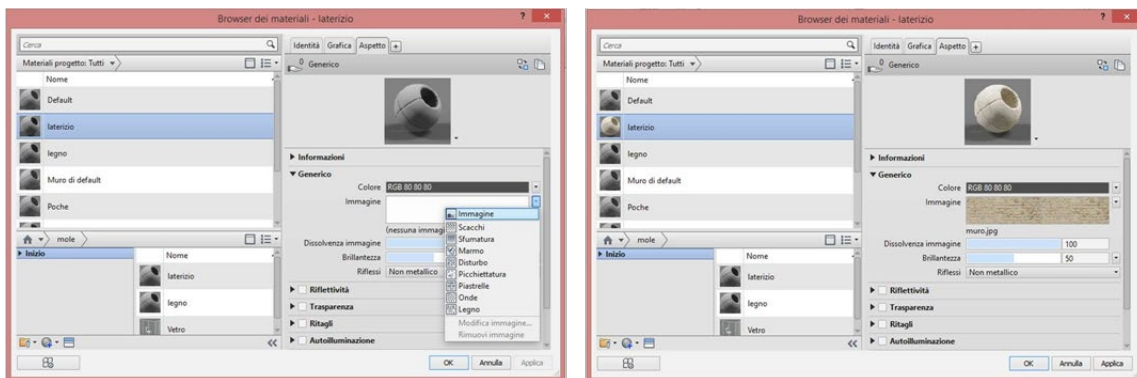 Browser dei materiali - laterizio
? ×
Cerca
Materiali progetto: Tutti
Nome
Default
laterizio
legno
Muro di default
Poche
mole
Inizio
Nome
laterizio
legno
Vetro
Identità Grafica Aspetto +
0 Generico
Informazioni
Generico
Colore RGB 80 80 80
Immagine
(nessuna immagi
Dissolvenza immagine
Brillantezza
Riflessi Non metallico
Immagine
Scacchi
Sfumatura
Marmo
Disturbo
Picchiettatura
Piastrelle
Onde
Legno
Modifica immagine...
Rimuovi immagine
Riflettività
Trasparenza
Ritagli
Autoilluminazione
OK Annulla Applica
Browser dei materiali - laterizio
? ×
Cerca
Materiali progetto: Tutti
Nome
Default
laterizio
legno
Muro di default
Poche
mole
Inizio
Nome
laterizio
legno
Vetro
Identità Grafica Aspetto +
0 Generico
Informazioni
Generico
Colore RGB 80 80 80
Immagine
muro.jpg
Dissolvenza immagine 100
Brillantezza 50
Riflessi Non metallico
Riflettività
Trasparenza
Ritagli
Autoilluminazione
OK Annulla Applica